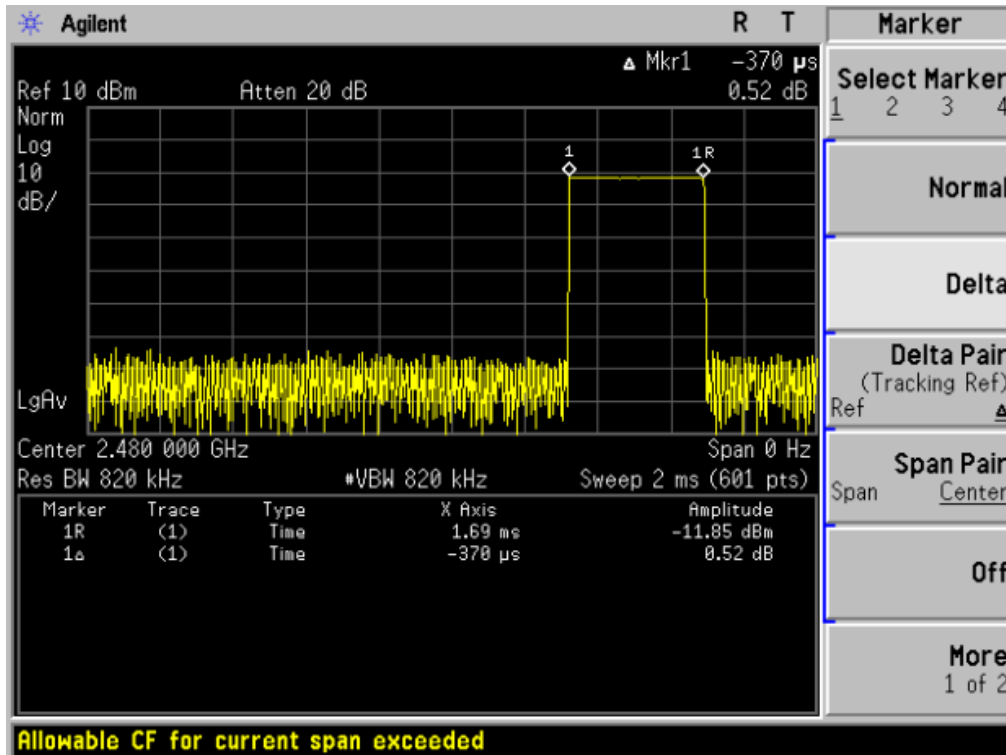 Agilent R T
Δ Mkr1 -370 µs
Ref 10 dBm Atten 20 dB 0.52 dB
Norm
Log
10
dB/
1 1R
LgAv
Center 2.480 000 GHz Span 0 Hz
Res BW 820 kHz #VBW 820 kHz Sweep 2 ms (601 pts)
Marker Trace Type X Axis Amplitude
1R (1) Time 1.69 ms -11.85 dBm
1Δ (1) Time -370 µs 0.52 dB
Allowable CF for current span exceeded
Marker
Select Marker
1 2 3 4
Normal
Delta
Delta Pair
(Tracking Ref)
Ref Δ
Span Pair
Span Center
Off
More
1 of 2